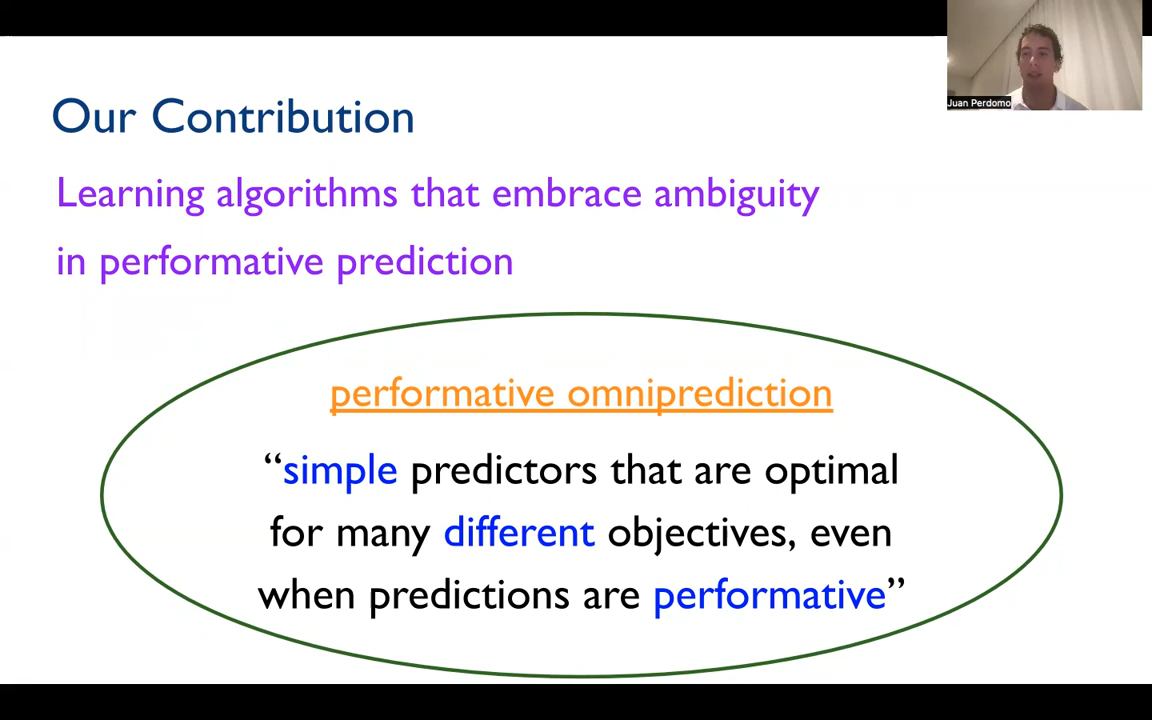 Juan Perdomo
Our Contribution
Learning algorithms that embrace ambiguity
in performative prediction
performative omniprediction
“simple predictors that are optimal
for many different objectives, even
when predictions are performative”